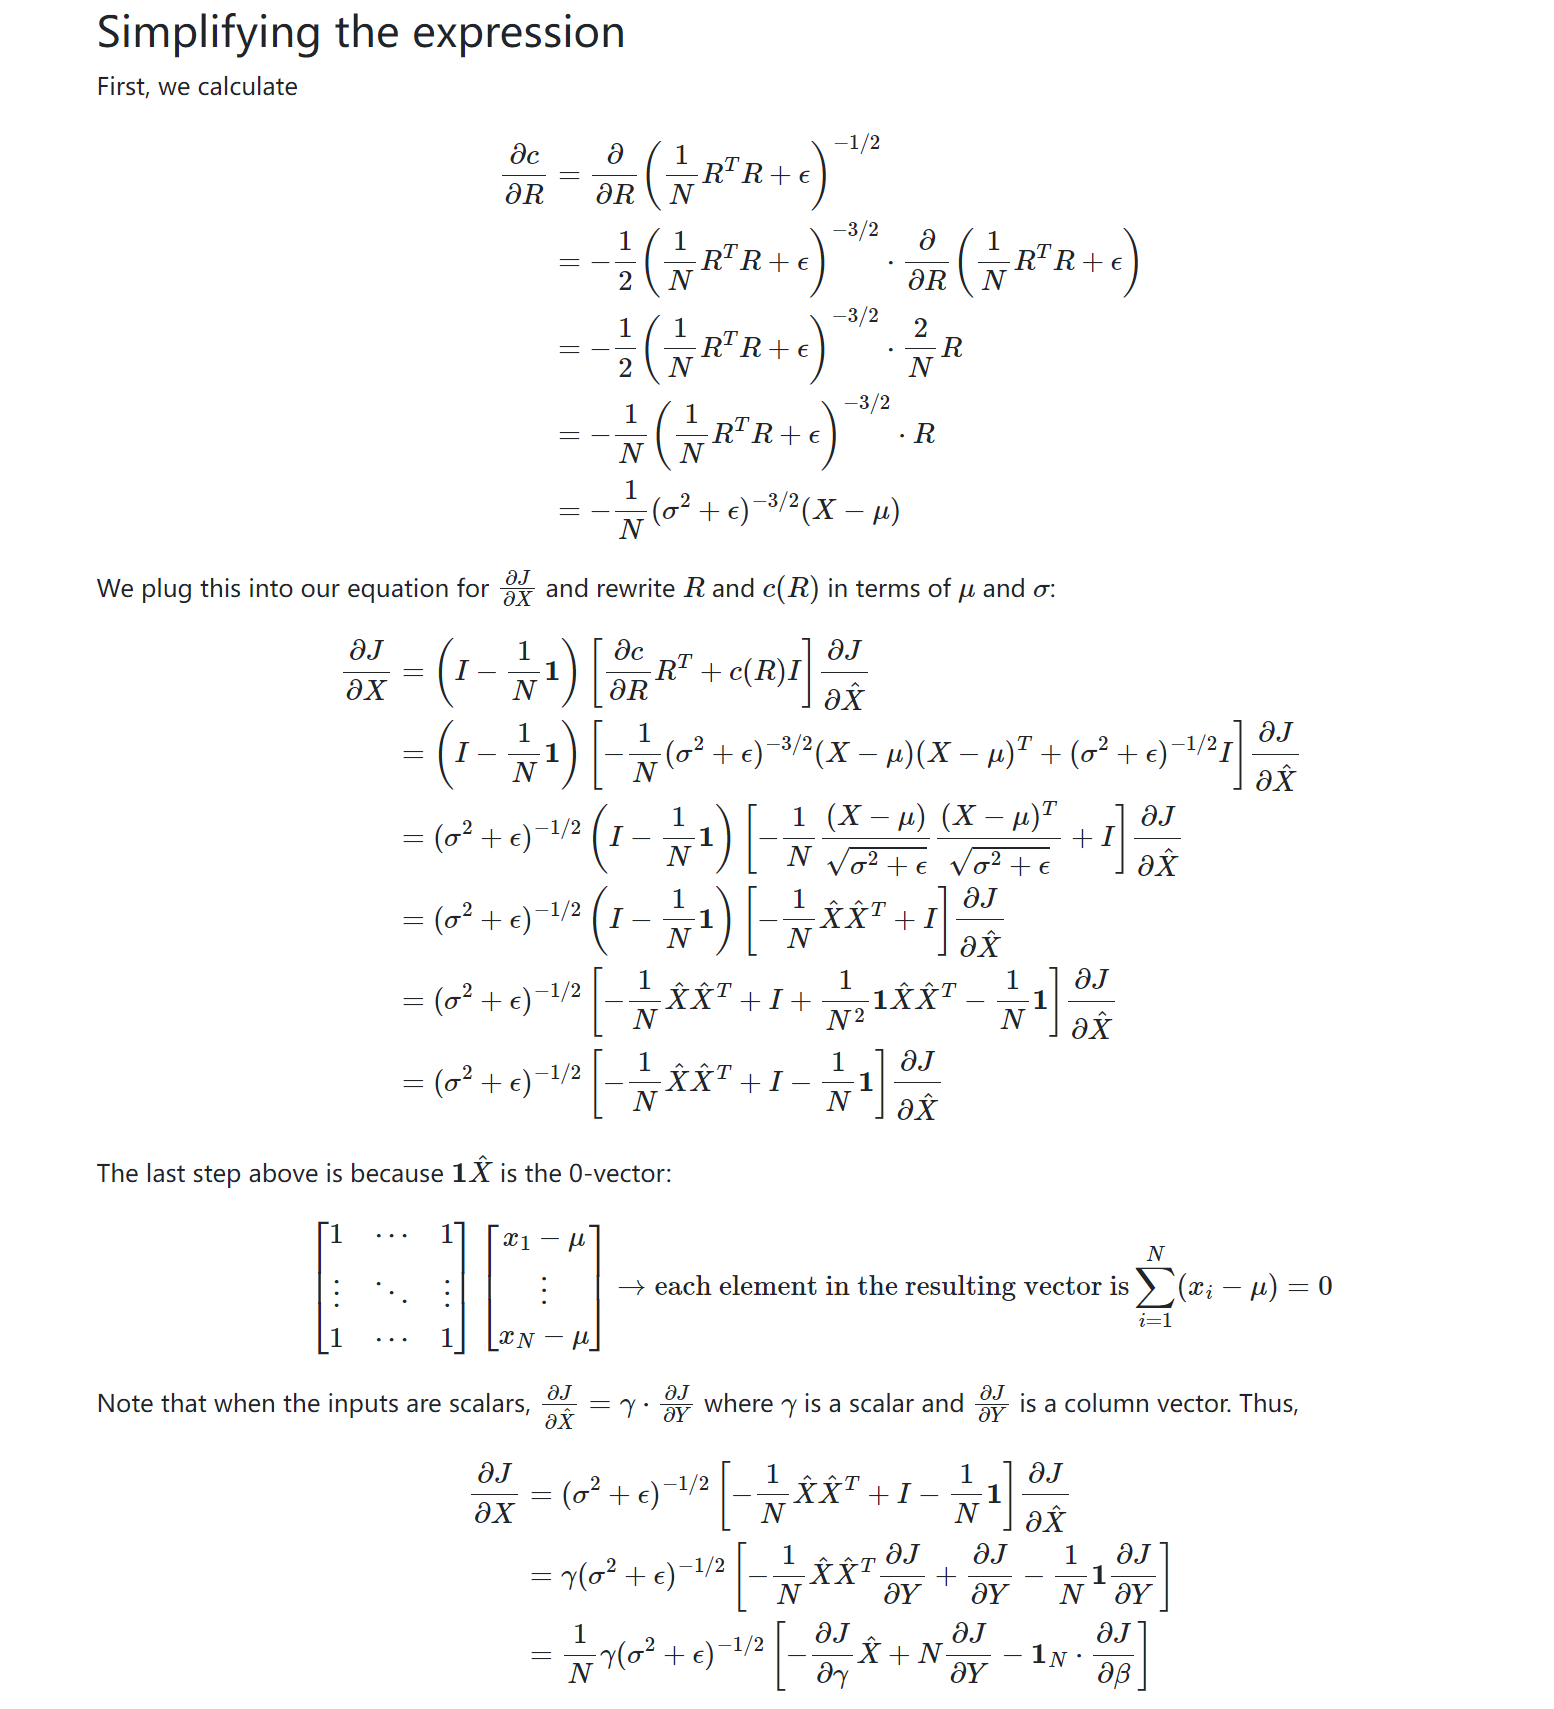 Simplifying the expression
First, we calculate
$$\frac{\partial c}{\partial R} = \frac{\partial}{\partial R}\left(\frac{1}{N}R^TR + \epsilon\right)^{-1/2}$$
$$= -\frac{1}{2}\left(\frac{1}{N}R^TR + \epsilon\right)^{-3/2} \cdot \frac{\partial}{\partial R}\left(\frac{1}{N}R^TR + \epsilon\right)$$
$$= -\frac{1}{2}\left(\frac{1}{N}R^TR + \epsilon\right)^{-3/2} \cdot \frac{2}{N}R$$
$$= -\frac{1}{N}\left(\frac{1}{N}R^TR + \epsilon\right)^{-3/2} \cdot R$$
$$= -\frac{1}{N}(\sigma^2 + \epsilon)^{-3/2}(X - \mu)$$
We plug this into our equation for $\frac{\partial J}{\partial X}$ and rewrite $R$ and $c(R)$ in terms of $\mu$ and $\sigma$:
$$\frac{\partial J}{\partial X} = \left(I - \frac{1}{N}\mathbf{1}\right)\left[\frac{\partial c}{\partial R}R^T + c(R)I\right]\frac{\partial J}{\partial \hat{X}}$$
$$= \left(I - \frac{1}{N}\mathbf{1}\right)\left[-\frac{1}{N}(\sigma^2 + \epsilon)^{-3/2}(X - \mu)(X - \mu)^T + (\sigma^2 + \epsilon)^{-1/2}I\right]\frac{\partial J}{\partial \hat{X}}$$
$$= (\sigma^2 + \epsilon)^{-1/2}\left(I - \frac{1}{N}\mathbf{1}\right)\left[-\frac{1}{N}\frac{(X - \mu)}{\sqrt{\sigma^2 + \epsilon}}\frac{(X - \mu)^T}{\sqrt{\sigma^2 + \epsilon}} + I\right]\frac{\partial J}{\partial \hat{X}}$$
$$= (\sigma^2 + \epsilon)^{-1/2}\left(I - \frac{1}{N}\mathbf{1}\right)\left[-\frac{1}{N}\hat{X}\hat{X}^T + I\right]\frac{\partial J}{\partial \hat{X}}$$
$$= (\sigma^2 + \epsilon)^{-1/2}\left[-\frac{1}{N}\hat{X}\hat{X}^T + I + \frac{1}{N^2}\mathbf{1}\hat{X}\hat{X}^T - \frac{1}{N}\mathbf{1}\right]\frac{\partial J}{\partial \hat{X}}$$
$$= (\sigma^2 + \epsilon)^{-1/2}\left[-\frac{1}{N}\hat{X}\hat{X}^T + I - \frac{1}{N}\mathbf{1}\right]\frac{\partial J}{\partial \hat{X}}$$
The last step above is because $\mathbf{1}\hat{X}$ is the 0-vector:
$$\begin{bmatrix}1 & \cdots & 1\\ \vdots & \ddots & \vdots\\ 1 & \cdots & 1\end{bmatrix}\begin{bmatrix}x_1 - \mu\\ \vdots\\ x_N - \mu\end{bmatrix} \rightarrow \text{each element in the resulting vector is} \sum_{i=1}^{N}(x_i - \mu) = 0$$
Note that when the inputs are scalars, $\frac{\partial J}{\partial \hat{X}} = \gamma \cdot \frac{\partial J}{\partial Y}$ where $\gamma$ is a scalar and $\frac{\partial J}{\partial Y}$ is a column vector. Thus,
$$\frac{\partial J}{\partial X} = (\sigma^2 + \epsilon)^{-1/2}\left[-\frac{1}{N}\hat{X}\hat{X}^T + I - \frac{1}{N}\mathbf{1}\right]\frac{\partial J}{\partial \hat{X}}$$
$$= \gamma(\sigma^2 + \epsilon)^{-1/2}\left[-\frac{1}{N}\hat{X}\hat{X}^T\frac{\partial J}{\partial Y} + \frac{\partial J}{\partial Y} - \frac{1}{N}\mathbf{1}\frac{\partial J}{\partial Y}\right]$$
$$= \frac{1}{N}\gamma(\sigma^2 + \epsilon)^{-1/2}\left[-\frac{\partial J}{\partial \gamma}\hat{X} + N\frac{\partial J}{\partial Y} - \mathbf{1}_N \cdot \frac{\partial J}{\partial \beta}\right]$$